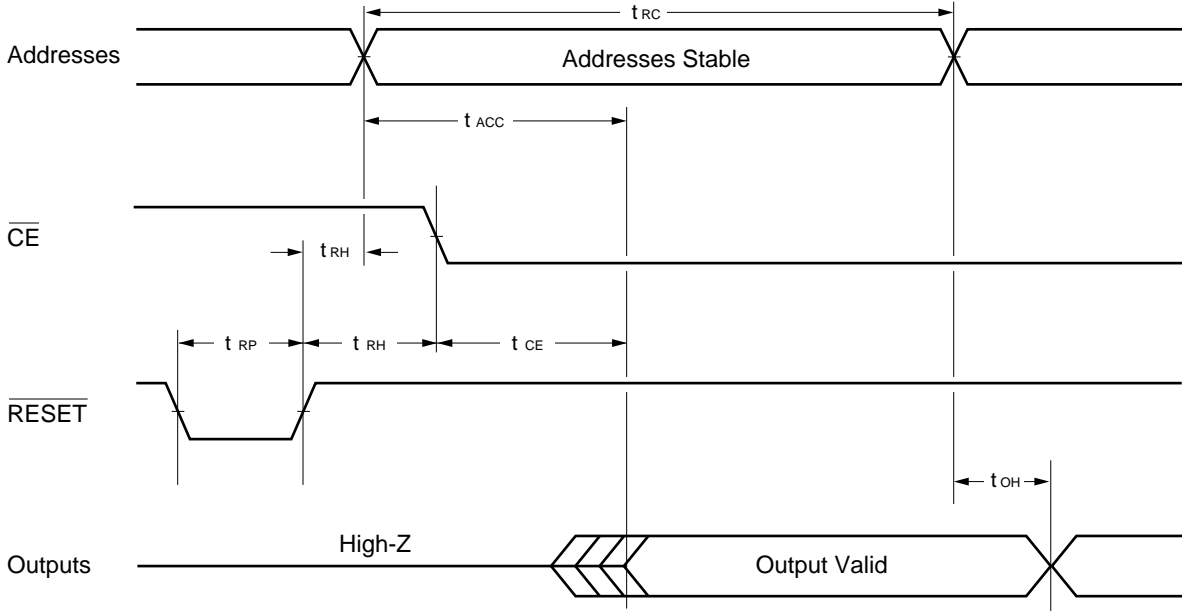 t RC
Addresses
Addresses Stable
t ACC
CE
t RH
t RP
t RH
t CE
RESET
t OH
High-Z
Outputs
Output Valid